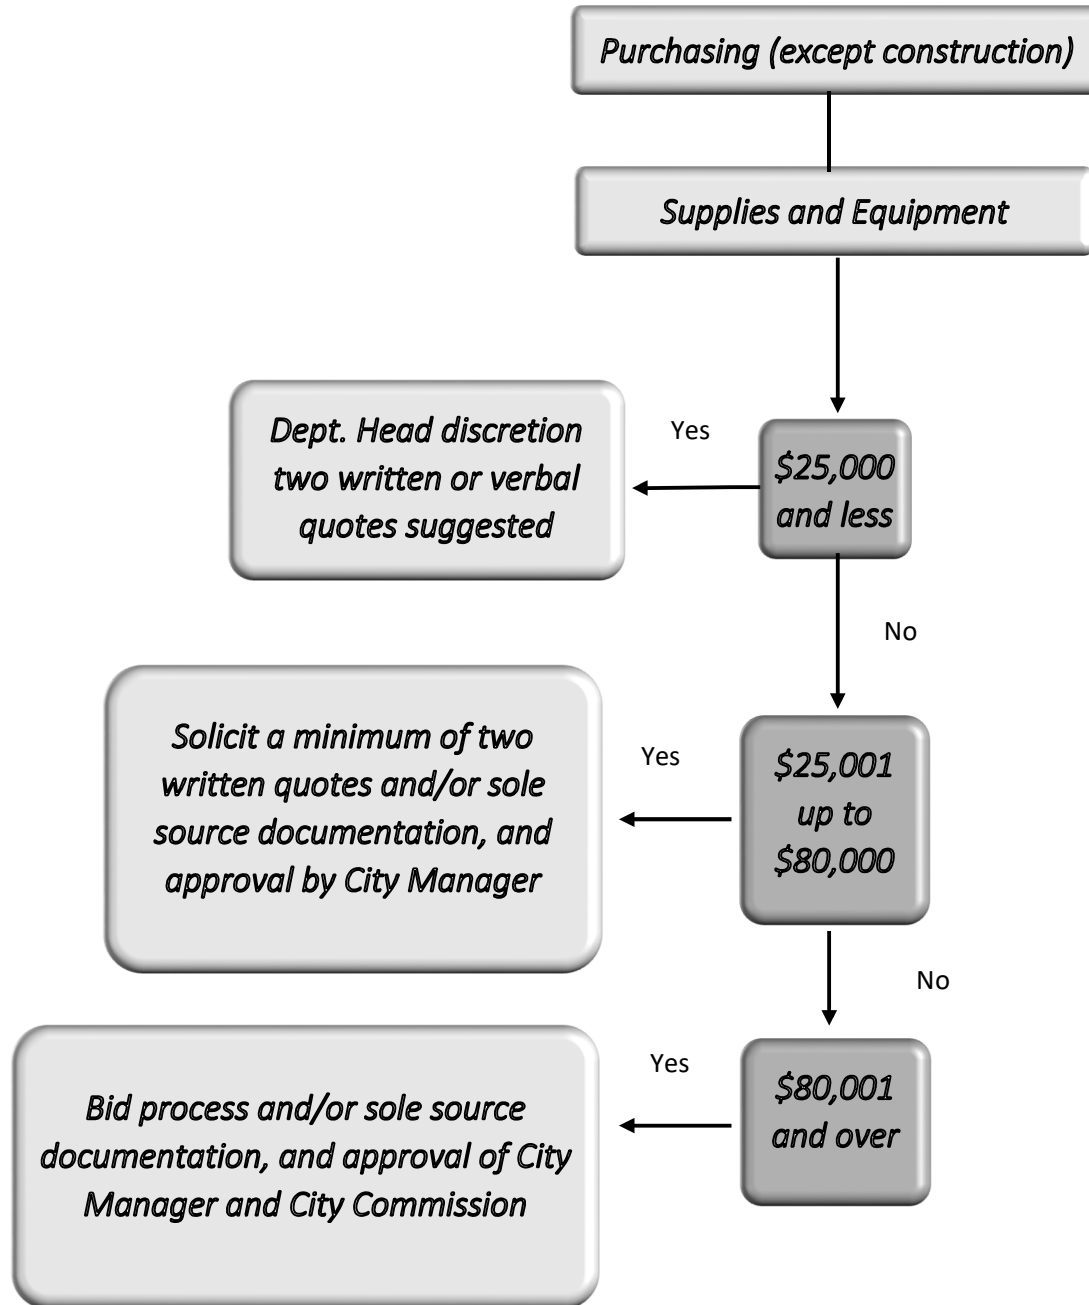 Purchasing (except construction)
Supplies and Equipment
Dept. Head discretion
two written or verbal
quotes suggested
Yes
$25,000
and less
No
Solicit a minimum of two
written quotes and/or sole
source documentation, and
approval by City Manager
Yes
$25,001
up to
$80,000
No
Bid process and/or sole source
documentation, and approval of City
Manager and City Commission
Yes
$80,001
and over